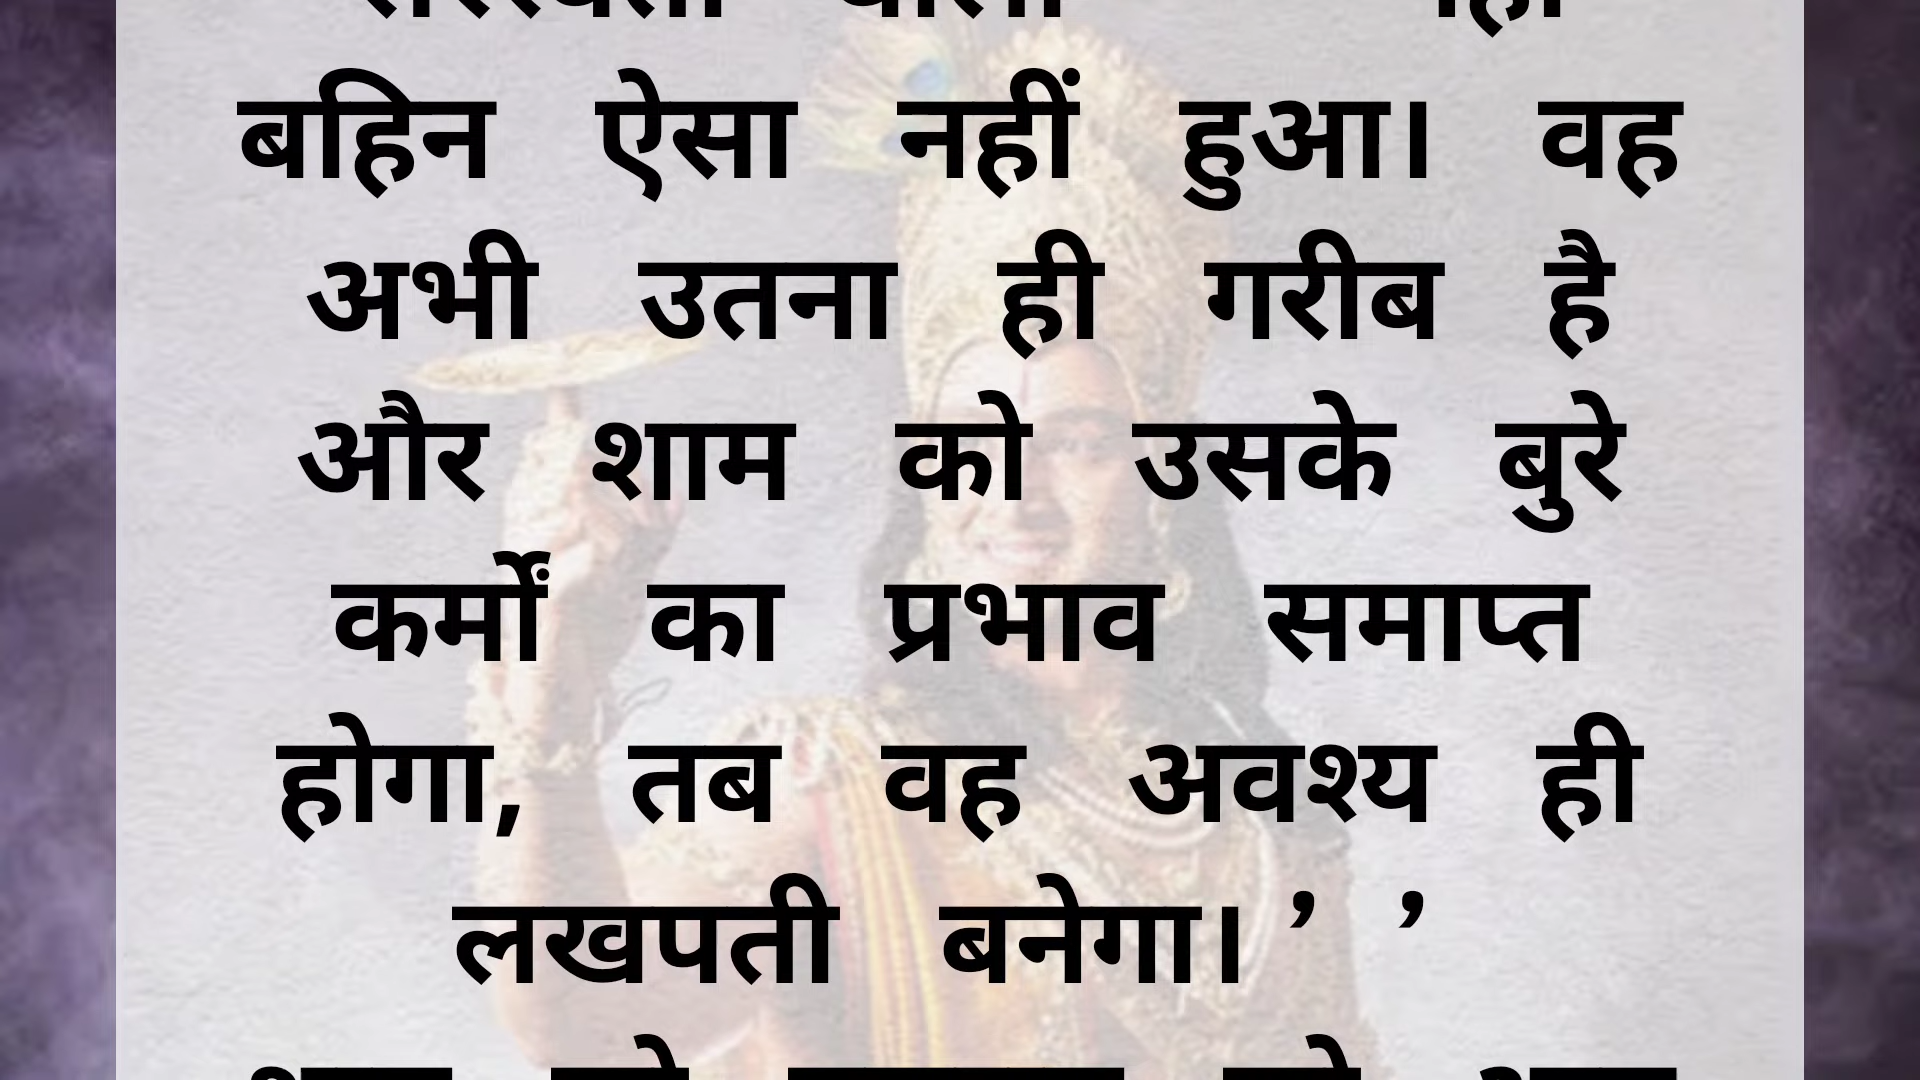 बहिन ऐसा नहीं हुआ। वह
अभी उतना ही गरीब है
और शाम को उसके बुरे
कर्मों का प्रभाव समाप्त
होगा, तब वह अवश्य ही
लखपती बनेगा। ’ ’